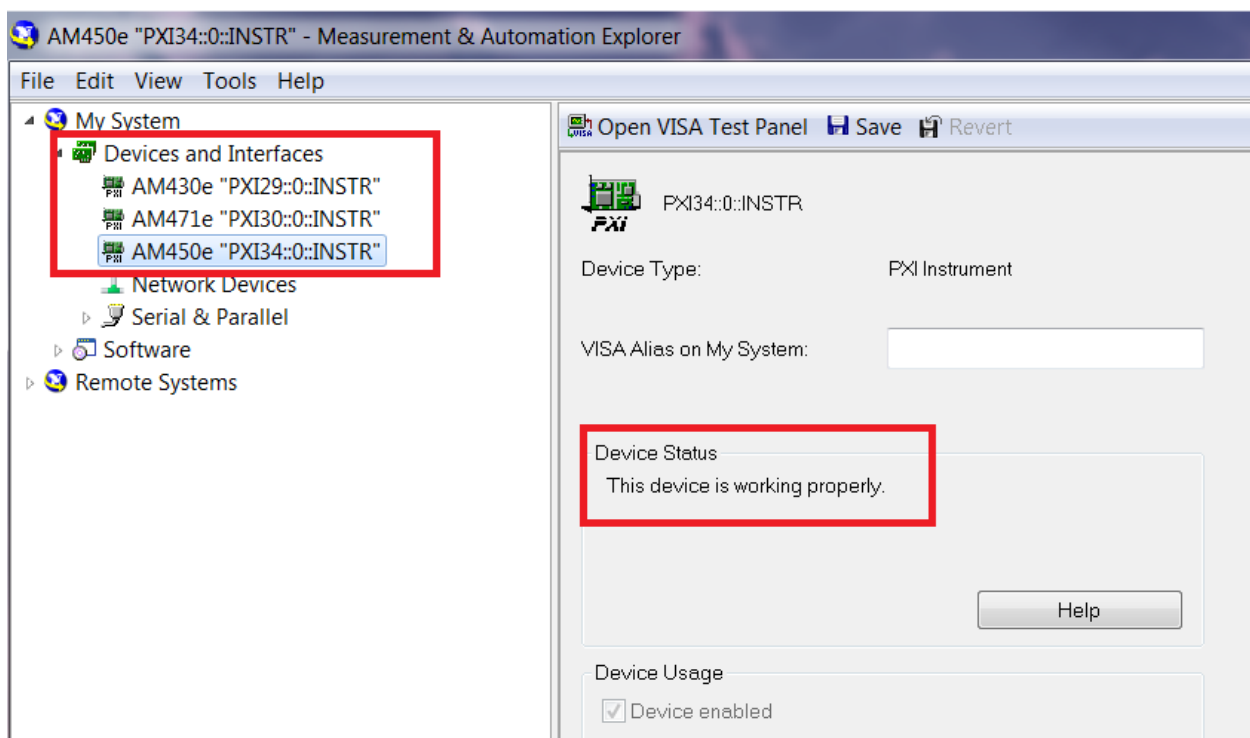 AM450e "PXI34::0::INSTR" - Measurement & Automation Explorer
File Edit View Tools Help
My System
Devices and Interfaces
AM430e "PXI29::0::INSTR"
AM471e "PXI30::0::INSTR"
AM450e "PXI34::0::INSTR"
Network Devices
Serial & Parallel
Software
Remote Systems
VISA Open VISA Test Panel Save Revert
PXI PXI34::0::INSTR
Device Type: PXI Instrument
VISA Alias on My System:
Device Status
This device is working properly.
Help
Device Usage
Device enabled